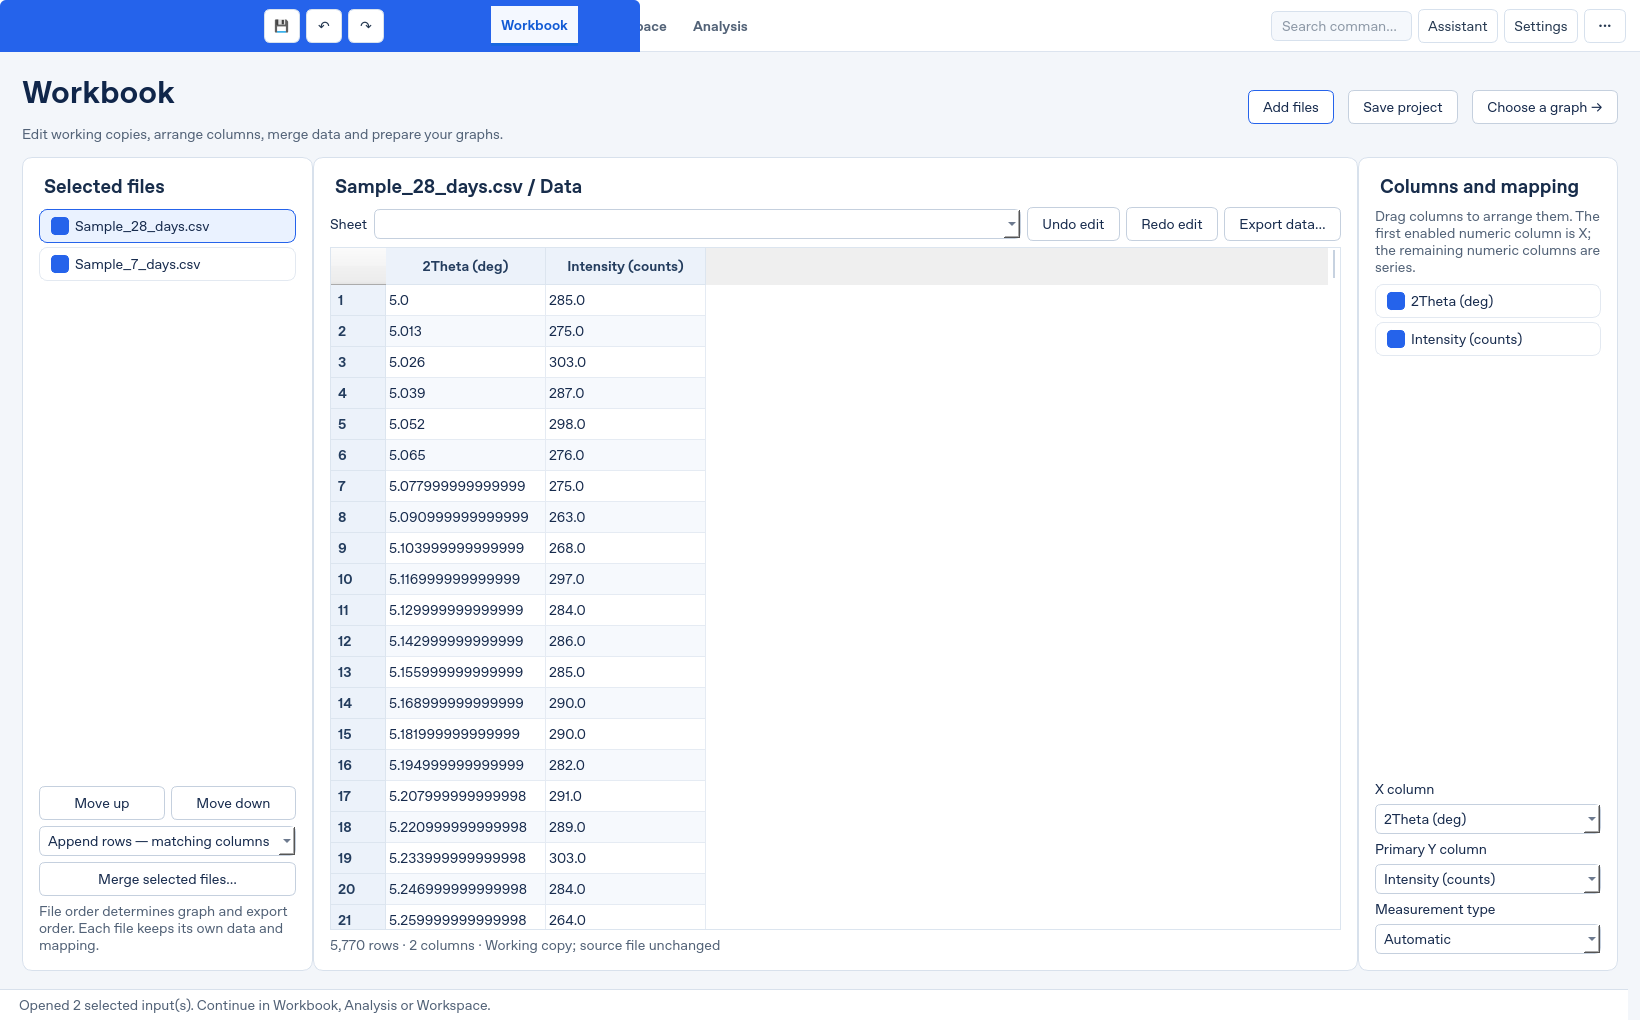 Workbook
Analysis
Search comman...
Assistant
Settings
...
Workbook
Edit working copies, arrange columns, merge data and prepare your graphs.
Add files
Save project
Choose a graph →
Selected files
Sample_28_days.csv
Sample_7_days.csv
Move up
Move down
Append rows — matching columns
Merge selected files...
File order determines graph and export
order. Each file keeps its own data and
mapping.
Sample_28_days.csv / Data
Sheet
Undo edit
Redo edit
Export data...
2Theta (deg) Intensity (counts)
1 5.0 285.0
2 5.013 275.0
3 5.026 303.0
4 5.039 287.0
5 5.052 298.0
6 5.065 276.0
7 5.077999999999999 275.0
8 5.090999999999999 263.0
9 5.103999999999999 268.0
10 5.116999999999999 297.0
11 5.129999999999999 284.0
12 5.142999999999999 286.0
13 5.155999999999999 285.0
14 5.168999999999999 290.0
15 5.181999999999999 290.0
16 5.194999999999999 282.0
17 5.207999999999998 291.0
18 5.220999999999998 289.0
19 5.233999999999998 303.0
20 5.246999999999998 284.0
21 5.259999999999998 264.0
5,770 rows · 2 columns · Working copy; source file unchanged
Columns and mapping
Drag columns to arrange them. The
first enabled numeric column is X;
the remaining numeric columns are
series.
2Theta (deg)
Intensity (counts)
X column
2Theta (deg)
Primary Y column
Intensity (counts)
Measurement type
Automatic
Opened 2 selected input(s). Continue in Workbook, Analysis or Workspace.